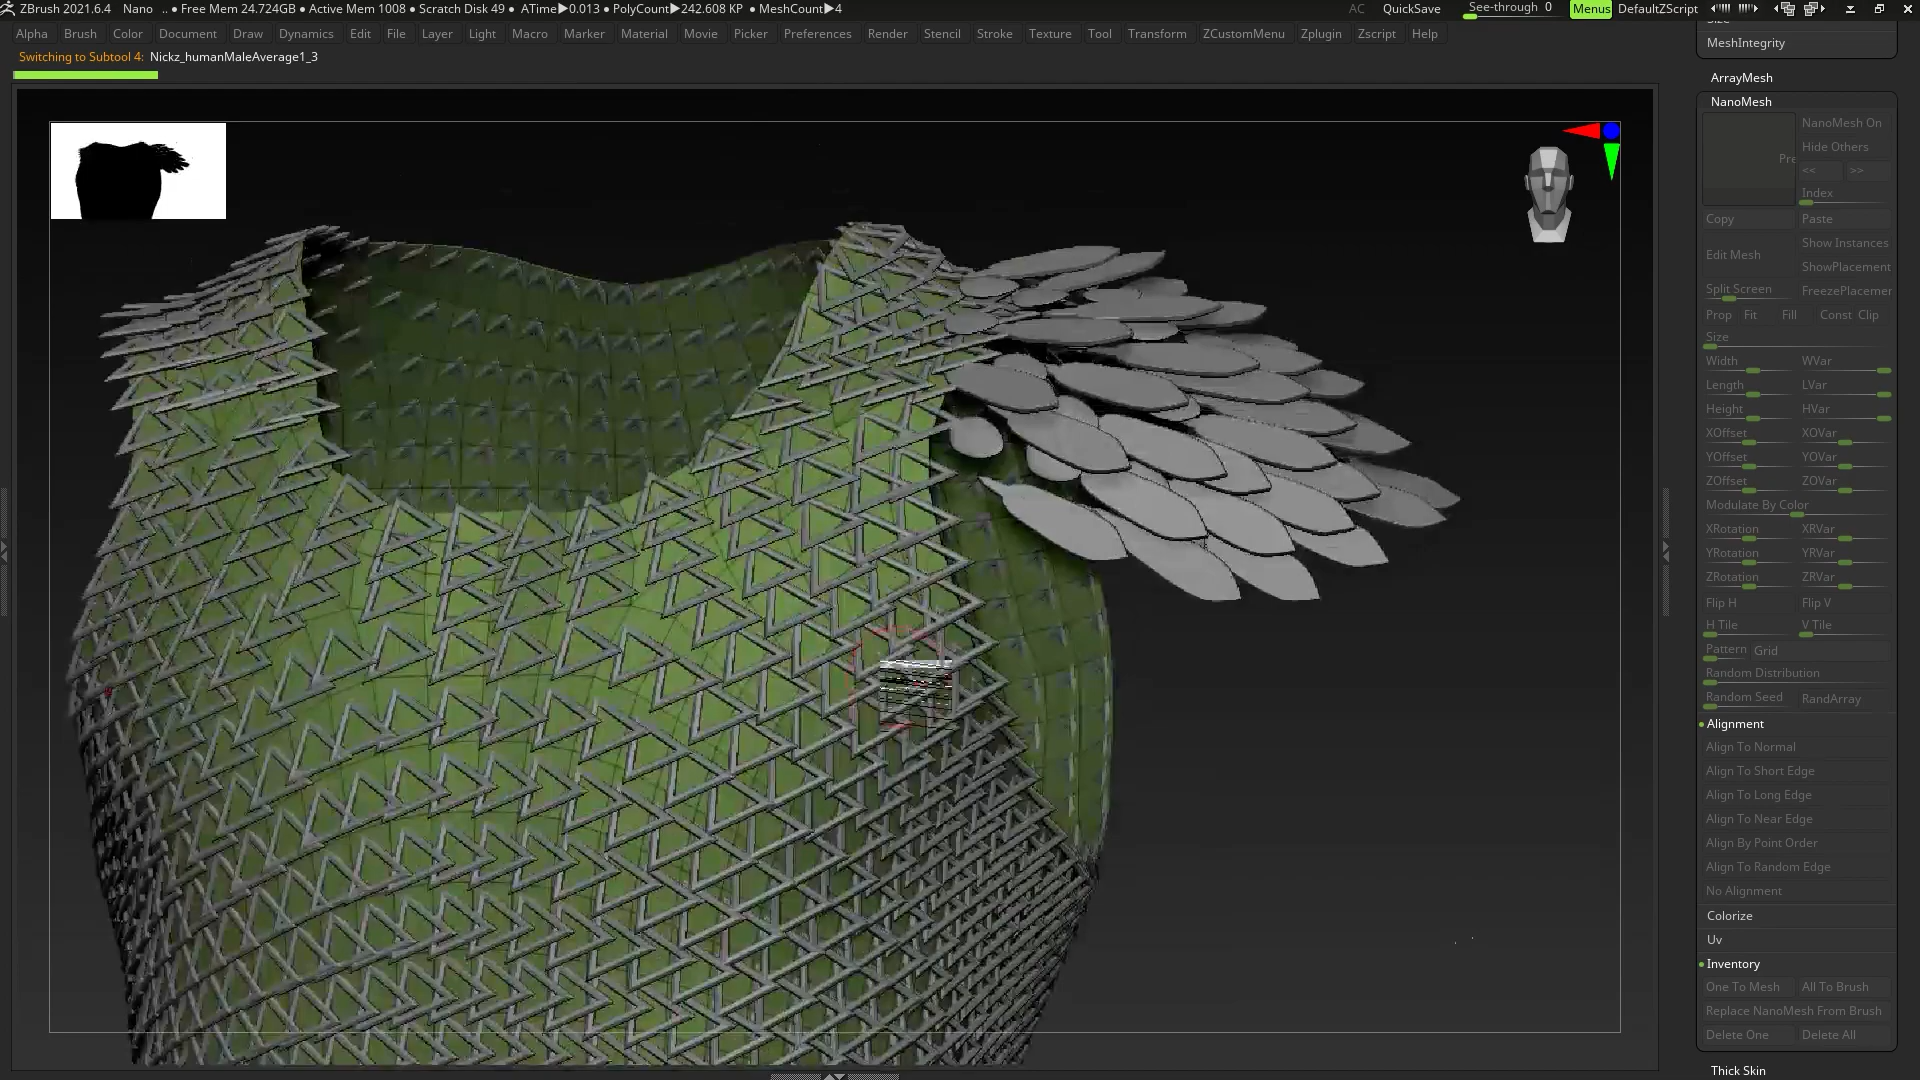 ZBrush 2021.6.4 Nano .. • Free Mem 24.724GB • Active Mem 1008 • Scratch Disk 49 • ATime▶0.013 • PolyCount▶242.608 KP • MeshCount▶4 AC QuickSave See-through 0 Menus DefaultZScript
Alpha Brush Color Document Draw Dynamics Edit File Layer Light Macro Marker Material Movie Picker Preferences Render Stencil Stroke Texture Tool Transform ZCustomMenu Zplugin Zscript Help
Switching to Subtool 4: Nickz_humanMaleAverage1_3
MeshIntegrity
ArrayMesh
NanoMesh
NanoMesh On
Hide Others
Pre
<< >>
Index
Copy Paste
Show Instances
Edit Mesh
ShowPlacement
Split Screen FreezePlacemer
Prop Fit Fill Const Clip
Size
Width WVar
Length LVar
Height HVar
XOffset XOVar
YOffset YOVar
ZOffset ZOVar
Modulate By Color
XRotation XRVar
YRotation YRVar
ZRotation ZRVar
Flip H Flip V
H Tile V Tile
Pattern Grid
Random Distribution
Random Seed RandArray
Alignment
Align To Normal
Align To Short Edge
Align To Long Edge
Align To Near Edge
Align By Point Order
Align To Random Edge
No Alignment
Colorize
Uv
Inventory
One To Mesh All To Brush
Replace NanoMesh From Brush
Delete One Delete All
Thick Skin